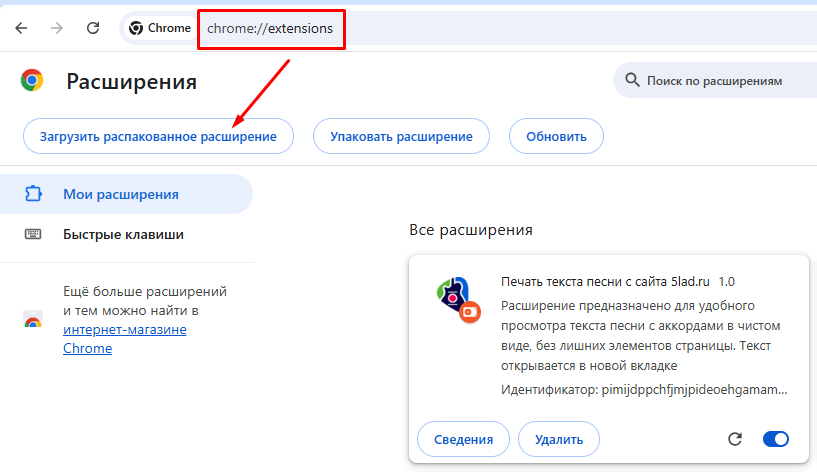 Chrome chrome://extensions
Расширения
Поиск по расширениям
Загрузить распакованное расширение Упаковать расширение Обновить
Мои расширения
Быстрые клавиши
Ещё больше расширений
и тем можно найти в
интернет-магазине
Chrome
Все расширения
Печать текста песни с сайта 5lad.ru 1.0
Расширение предназначено для удобного
просмотра текста песни с аккордами в чистом
виде, без лишних элементов страницы. Текст
открывается в новой вкладке
Идентификатор: pimijdppchfjmjpideoehgamam...
Сведения Удалить